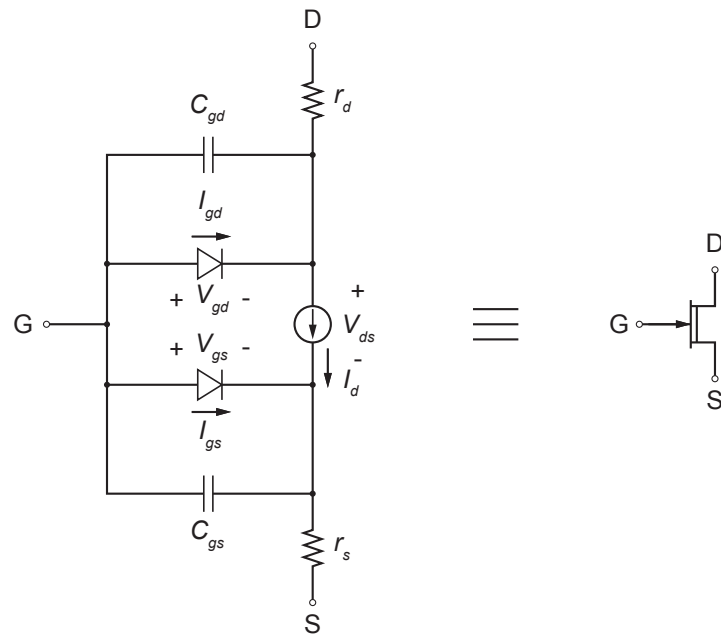 D
r_d
C_gd
I_gd
+ V_gd -
G
+
V_ds
-
I_d
+ V_gs -
I_gs
C_gs
r_s
S
D
G
S